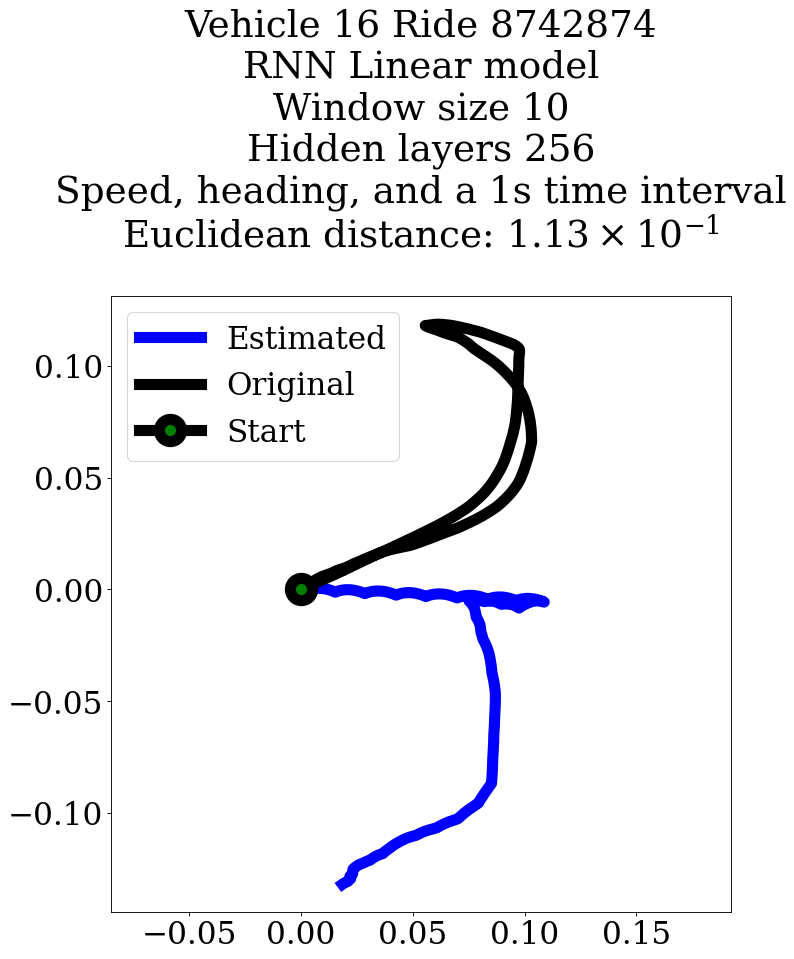 Vehicle 16 Ride 8742874
RNN Linear model
Window size 10
Hidden layers 256
Speed, heading, and a 1s time interval
Euclidean distance: 1.13 × 10⁻¹
Estimated
Original
Start
0.10
0.05
0.00
−0.05
−0.10
−0.05 0.00 0.05 0.10 0.15